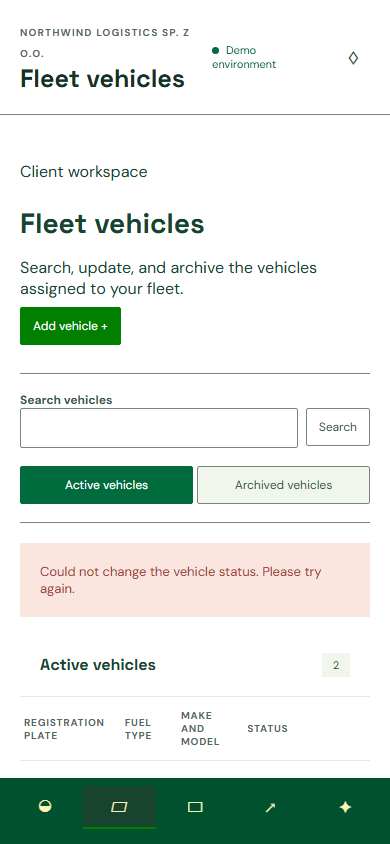 NORTHWIND LOGISTICS SP. Z
O.O.
Fleet vehicles
Demo
environment
Client workspace
Fleet vehicles
Search, update, and archive the vehicles
assigned to your fleet.
Add vehicle +
Search vehicles
Search
Active vehicles
Archived vehicles
Could not change the vehicle status. Please try
again.
Active vehicles
2
REGISTRATION
PLATE
FUEL
TYPE
MAKE
AND
MODEL
STATUS